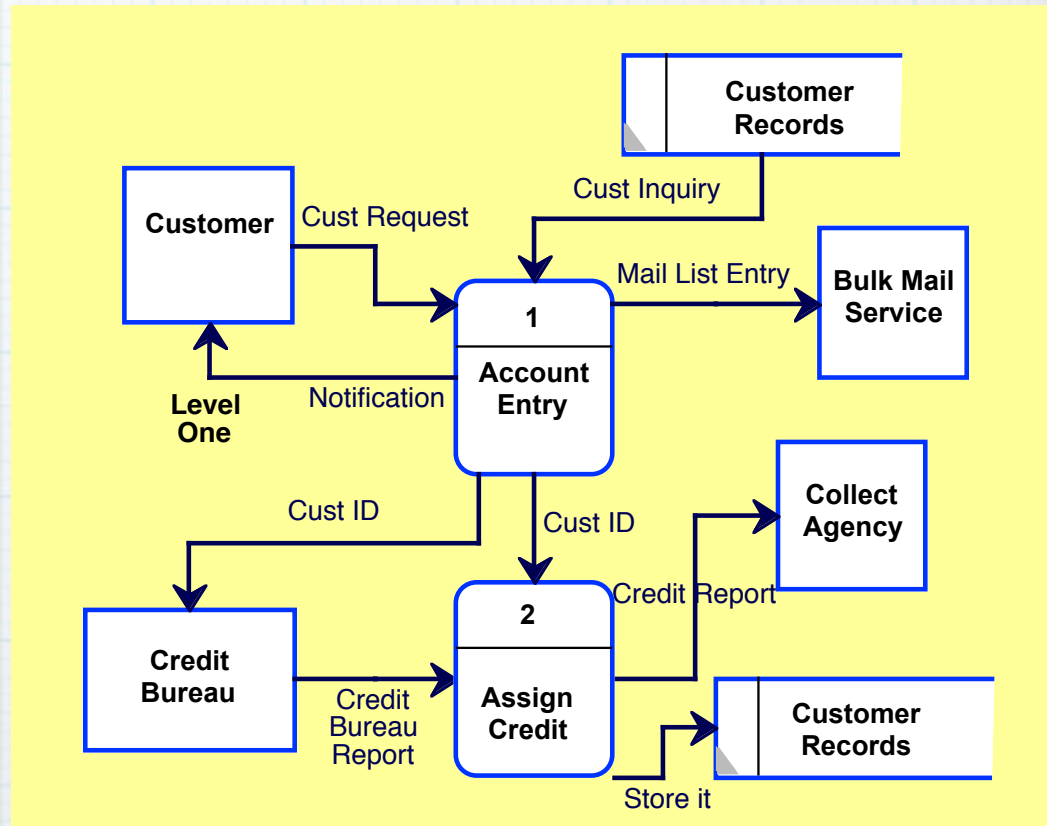 Customer
Records
Cust Inquiry
Customer
Cust Request
Mail List Entry
Bulk Mail
Service
1
Account
Entry
Notification
Level
One
Cust ID
Cust ID
Collect
Agency
Credit Report
2
Assign
Credit
Credit
Bureau
Credit
Bureau
Report
Customer
Records
Store it